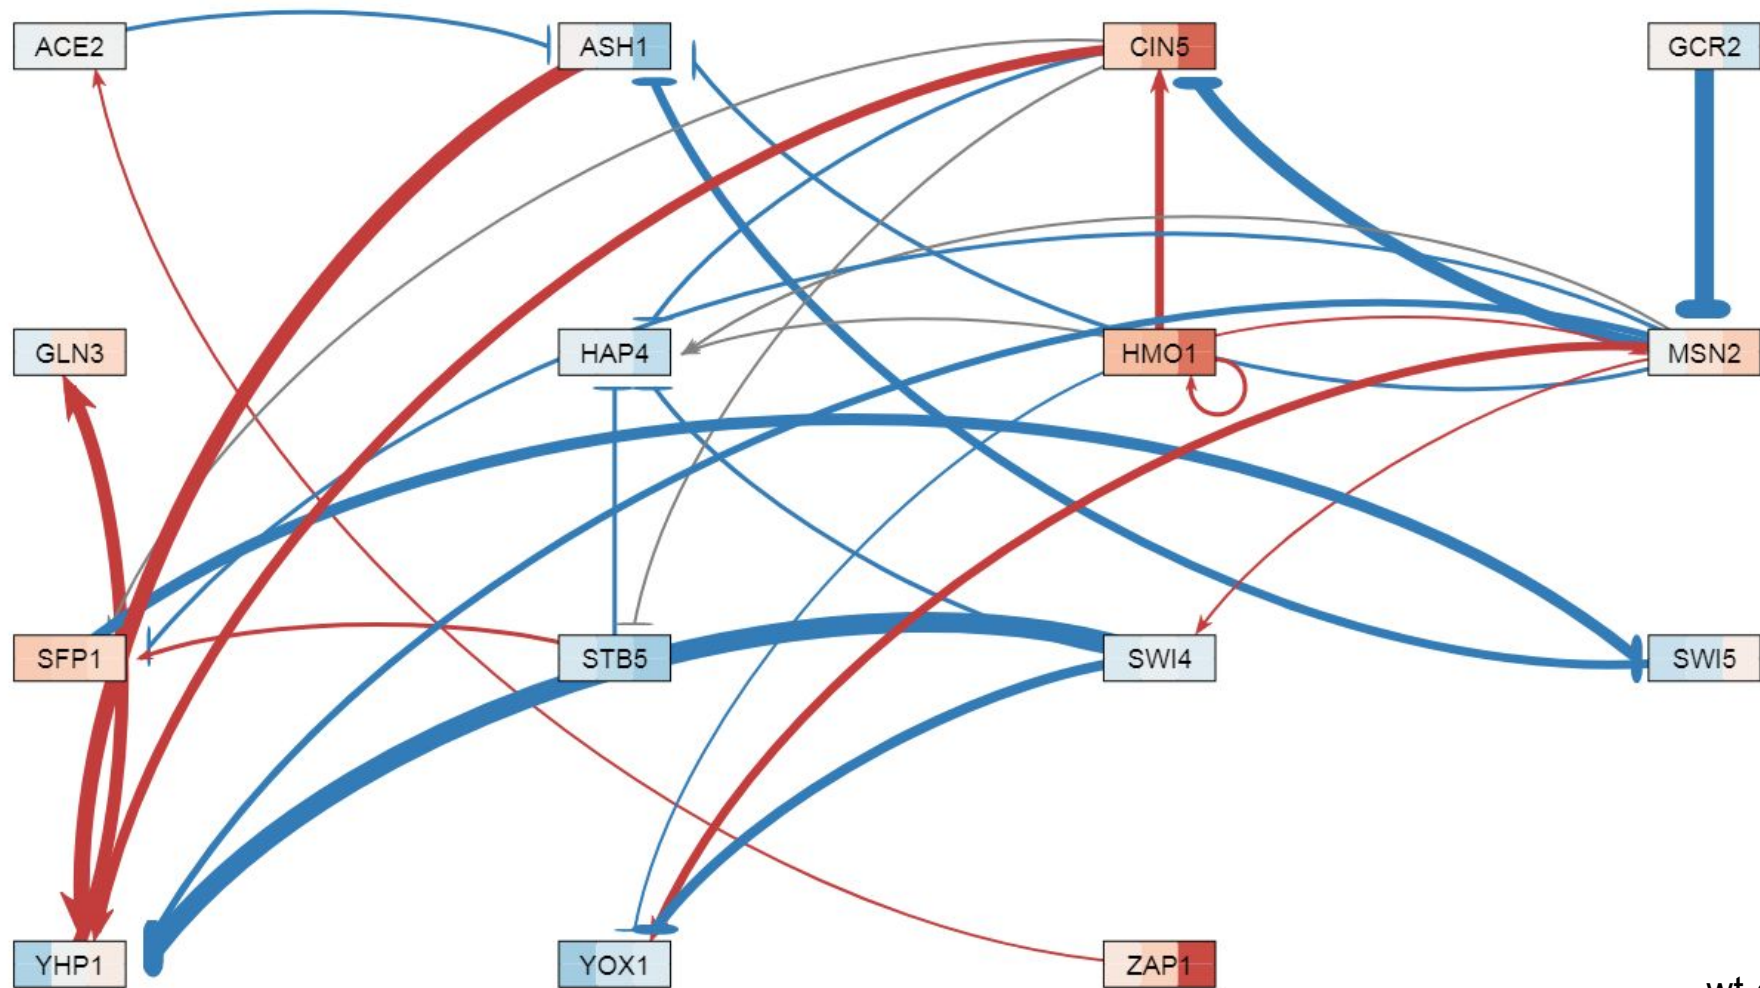 ACE2 ASH1 CIN5 GCR2
GLN3 HAP4 HMO1 MSN2
SFP1 STB5 SWI4 SWI5
YHP1 YOX1 ZAP1